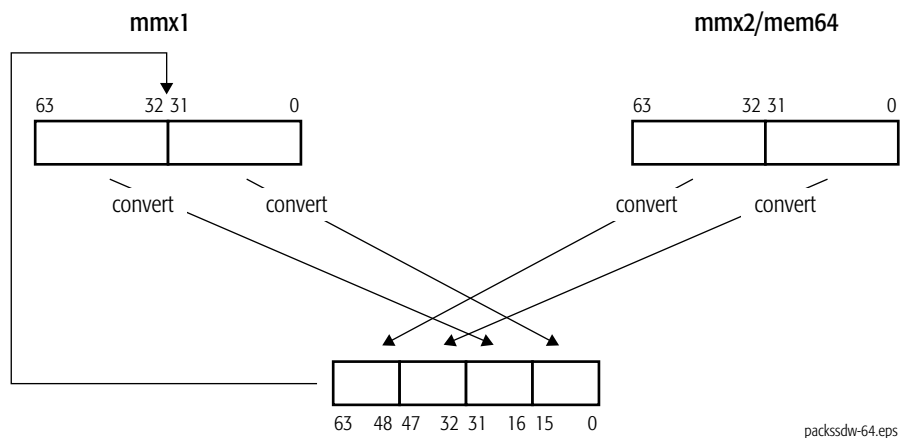 mmx1 mmx2/mem64
63 32 31 0 63 32 31 0
convert convert convert convert
63 48 47 32 31 16 15 0
packssdw-64.eps